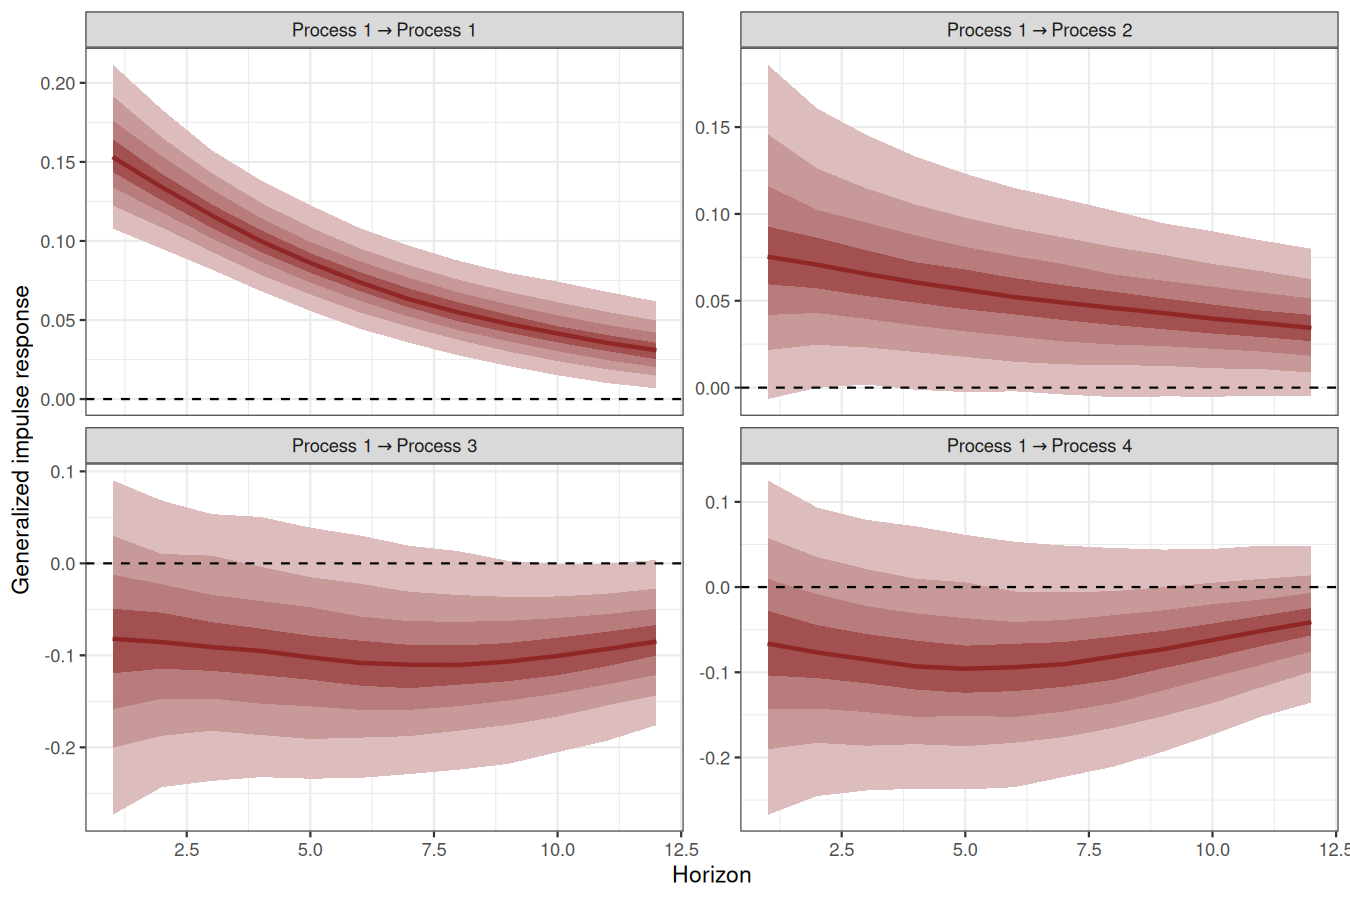 Process 1 → Process 1
Process 1 → Process 2
0.20
0.15
0.10
0.05
0.00
0.15
0.10
0.05
0.00
Process 1 → Process 3
Process 1 → Process 4
0.1
0.0
-0.1
-0.2
0.1
0.0
-0.1
-0.2
2.5 5.0 7.5 10.0 12.5
2.5 5.0 7.5 10.0 12.5
Horizon
Generalized impulse response